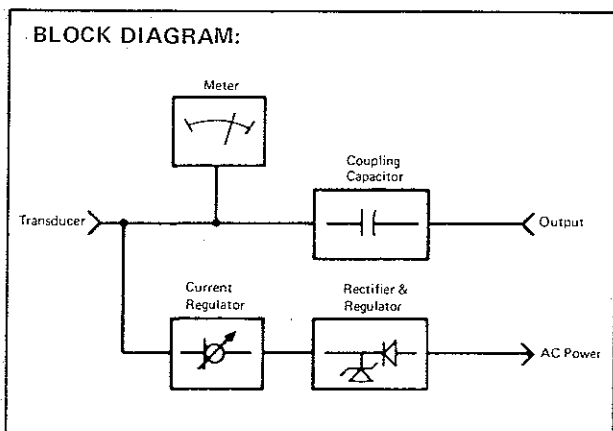 BLOCK DIAGRAM:
Meter
Coupling
Capacitor
Transducer
Output
Current
Regulator
Rectifier &
Regulator
AC Power